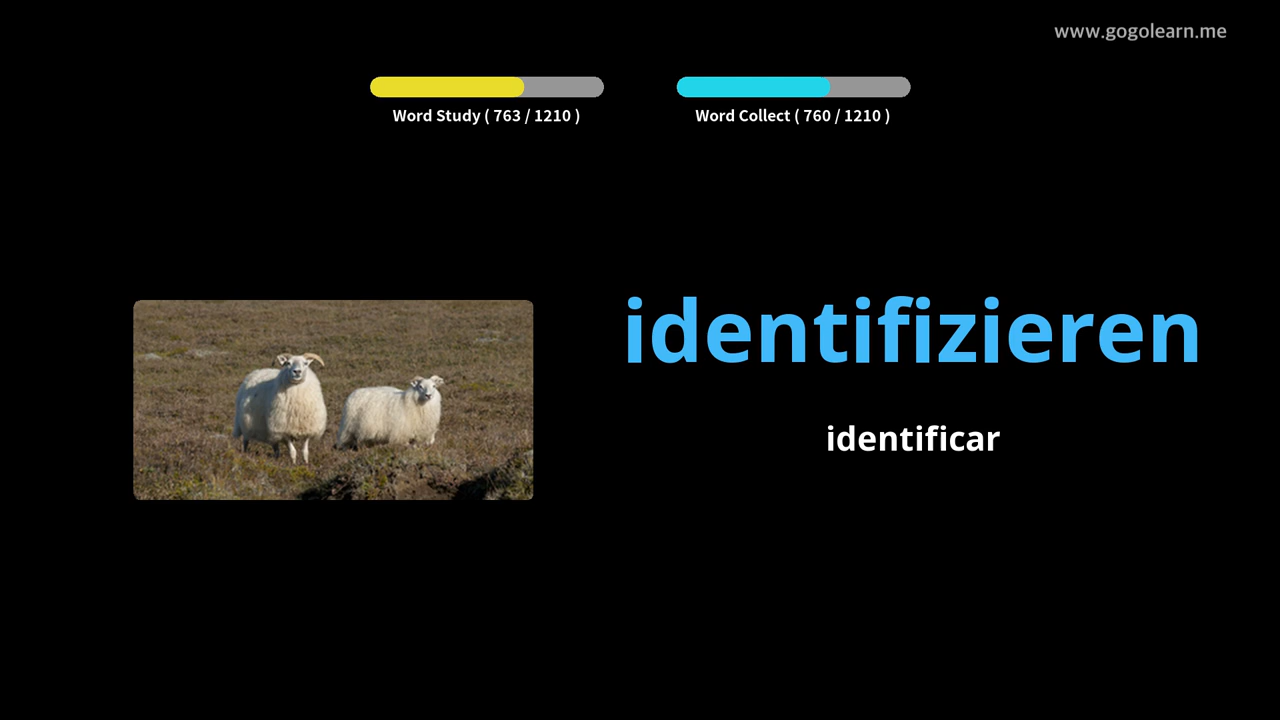 www.gogolearn.me
Word Study ( 763 / 1210 )
Word Collect ( 760 / 1210 )
identifizieren
identificar